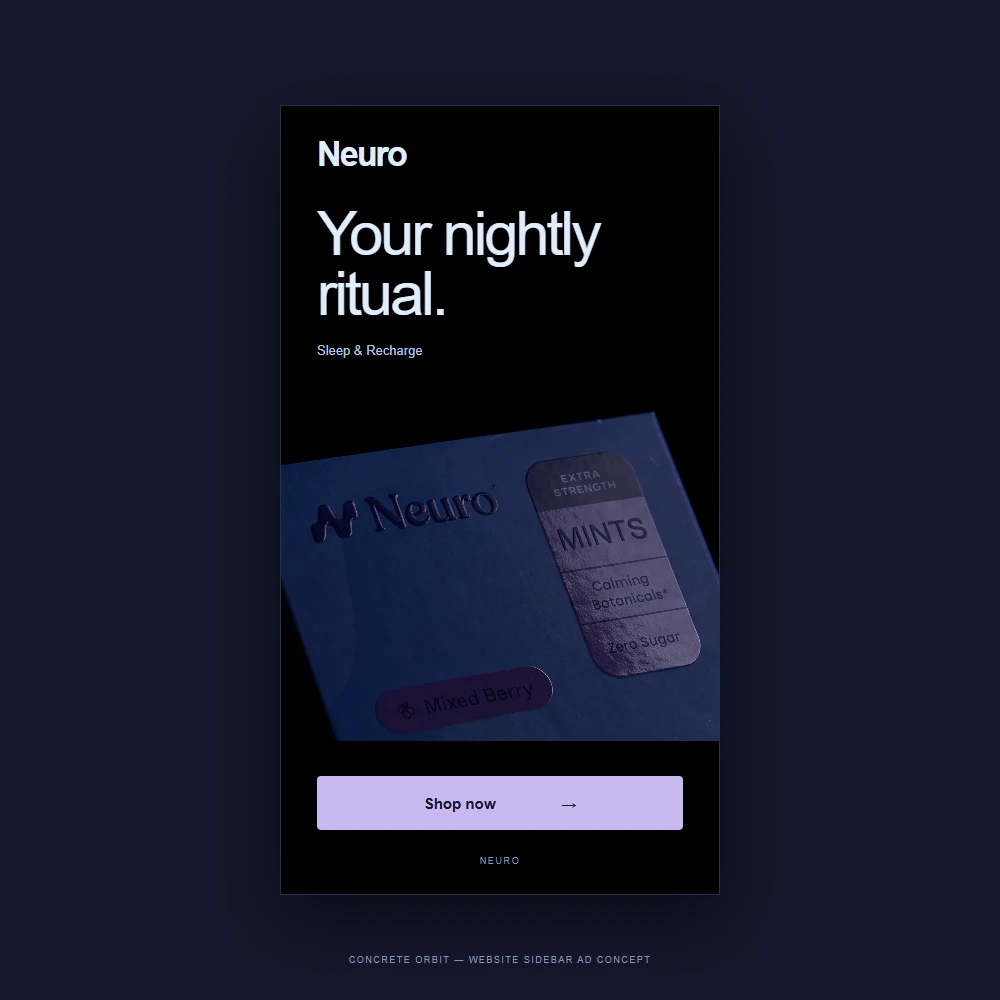 Neuro
Your nightly
ritual.
Sleep & Recharge
EXTRA
STRENGTH
Neuro®
MINTS
Calming
Botanicals*
Zero Sugar
Mixed Berry
Shop now →
NEURO
CONCRETE ORBIT — WEBSITE SIDEBAR AD CONCEPT